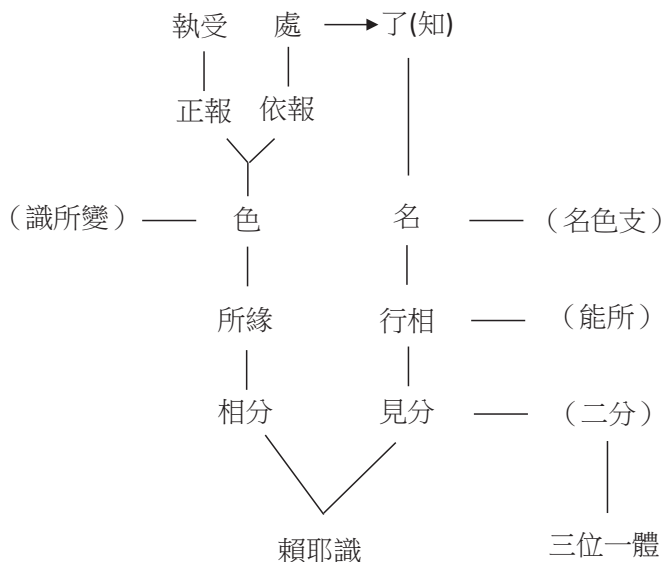 執受 處 了(知)
正報 依報
（識所變） 色 名 （名色支）
所緣 行相 （能所）
相分 見分 （二分）
賴耶識 三位一體